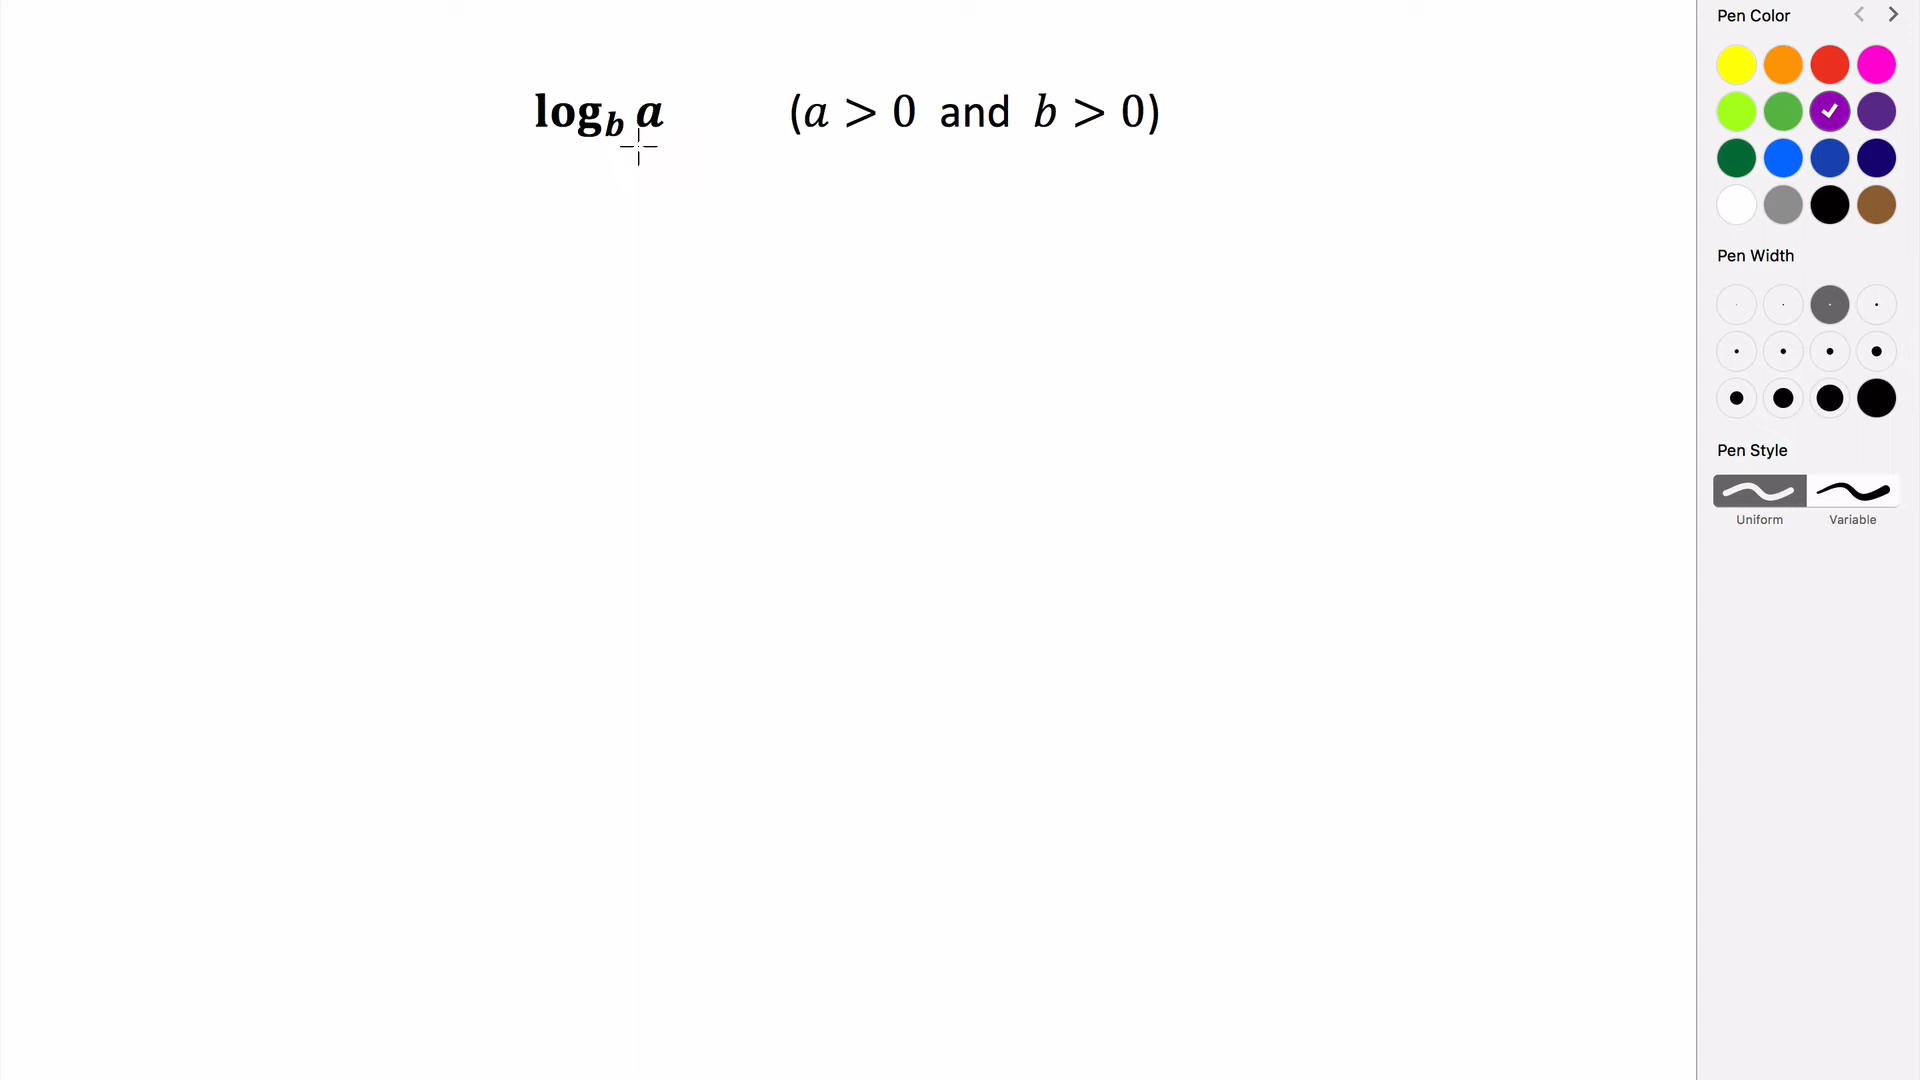 log_b a (a > 0 and b > 0)
Pen Color
Pen Width
Pen Style
Uniform Variable